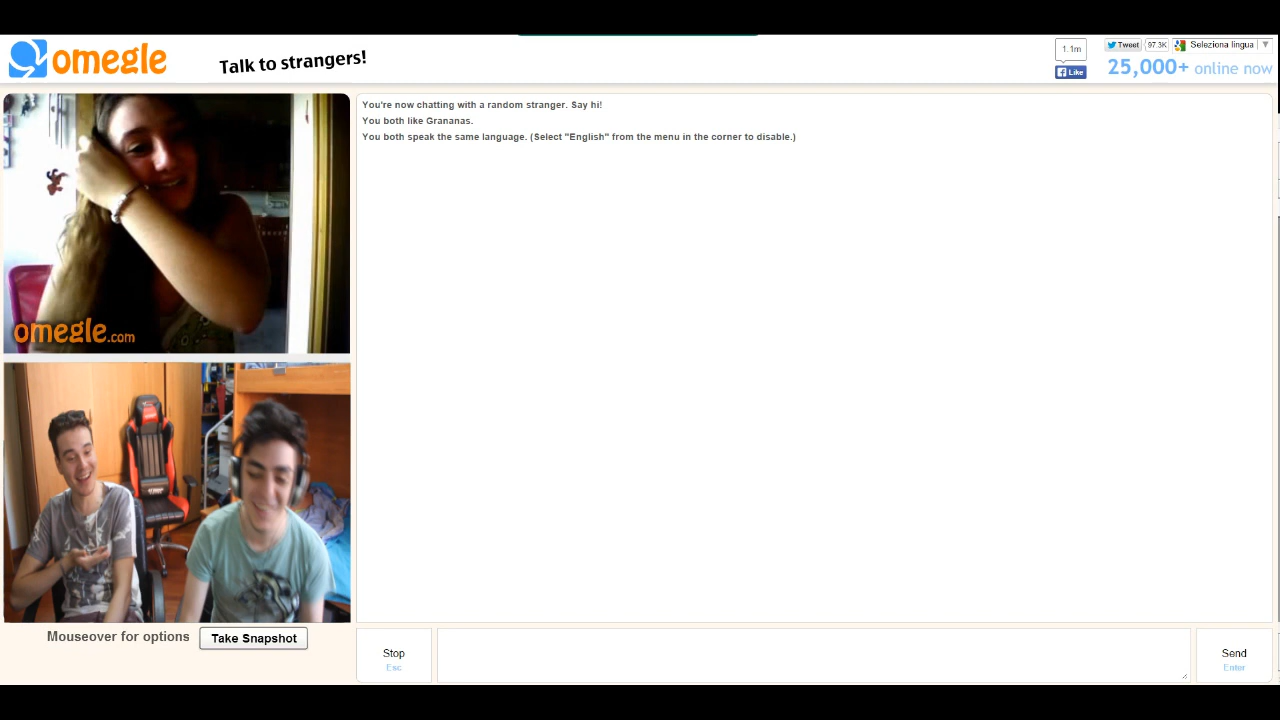 omegle
Talk to strangers!
1.1m
Like
Tweet
97.3K
Seleziona lingua
25,000+ online now
omegle.com
You're now chatting with a random stranger. Say hi!
You both like Grananas.
You both speak the same language. (Select "English" from the menu in the corner to disable.)
Mouseover for options
Take Snapshot
Stop
Esc
Send
Enter